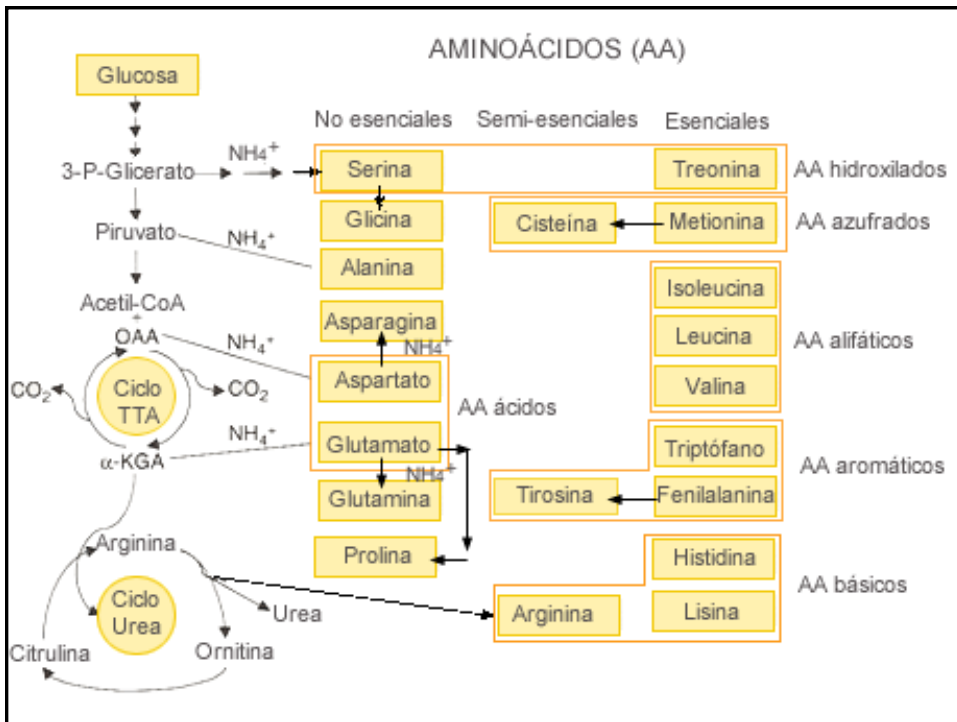 AMINOÁCIDOS (AA)
Glucosa
No esenciales Semi-esenciales Esenciales
3-P-Glicerato NH₄⁺ Serina Treonina AA hidroxilados
Glicina Cisteína Metionina AA azufrados
Piruvato NH₄⁺ Alanina
Isoleucina
Acetil-CoA
+
OAA NH₄⁺ Asparagina Leucina AA alifáticos
NH₄⁺
CO₂ Ciclo TTA CO₂ Aspartato Valina
AA ácidos
α-KGA NH₄⁺ Glutamato Triptófano AA aromáticos
NH₄⁺
Glutamina Tirosina Fenilalanina
Arginina Prolina Histidina
AA básicos
Ciclo Urea Urea Arginina Lisina
Citrulina Ornitina